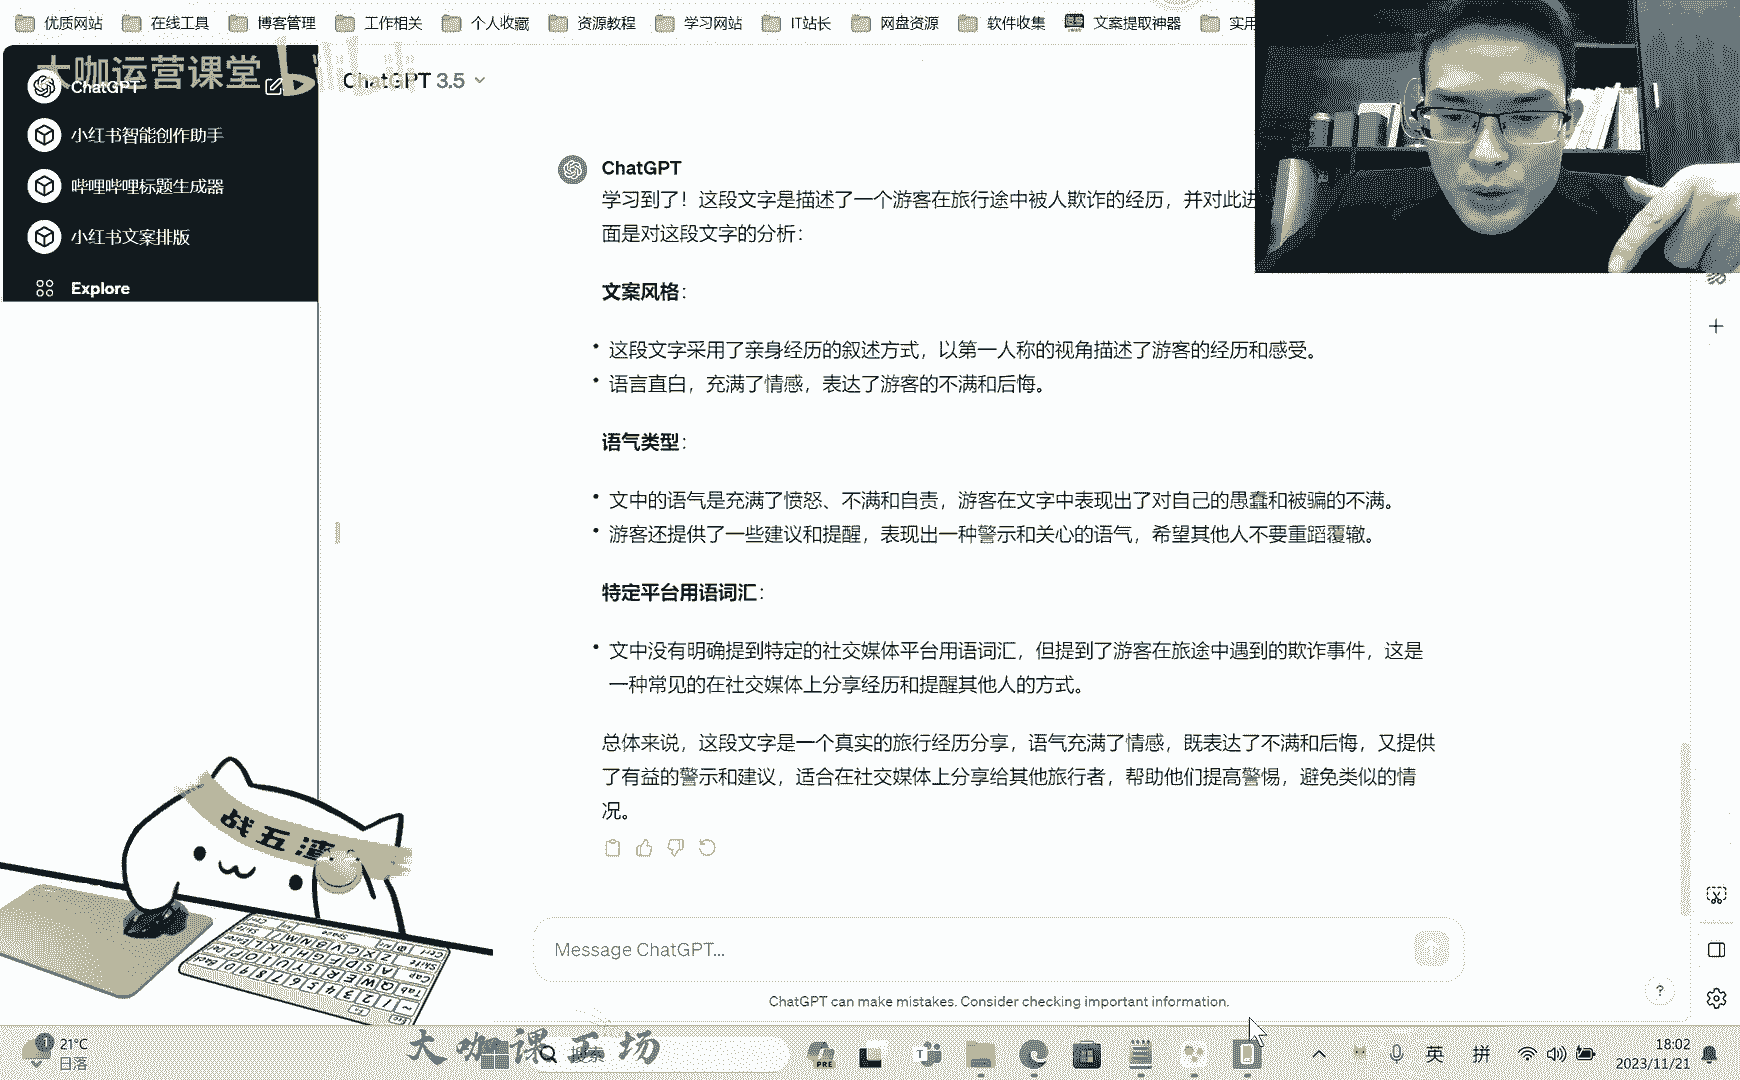 优质网站 在线工具 博客管理 工作相关 个人收藏 资源教程 学习网站 IT站长 网盘资源 软件收集 文案提取神器 实用
大咖运营课堂 bilibili
ChatGPT
小红书智能创作助手
哔哩哔哩标题生成器
小红书文案排版
Explore
ChatGPT 3.5
ChatGPT
学习到了！这段文字是描述了一个游客在旅行途中被人欺诈的经历，并对此进
面是对这段文字的分析：
文案风格：
• 这段文字采用了亲身经历的叙述方式，以第一人称的视角描述了游客的经历和感受。
• 语言直白，充满了情感，表达了游客的不满和后悔。
语气类型：
• 文中的语气是充满了愤怒、不满和自责，游客在文字中表现出了对自己的愚蠢和被骗的不满。
• 游客还提供了一些建议和提醒，表现出一种警示和关心的语气，希望其他人不要重蹈覆辙。
特定平台用语词汇：
• 文中没有明确提到特定的社交媒体平台用语词汇，但提到了游客在旅途中遇到的欺诈事件，这是
一种常见的在社交媒体上分享经历和提醒其他人的方式。
总体来说，这段文字是一个真实的旅行经历分享，语气充满了情感，既表达了不满和后悔，又提供
了有益的警示和建议，适合在社交媒体上分享给其他旅行者，帮助他们提高警惕，避免类似的情
况。
战五渣
Message ChatGPT...
ChatGPT can make mistakes. Consider checking important information.
?
大咖课工场
21°C
日落
搜索
PRE
英 拼
18:02
2023/11/21